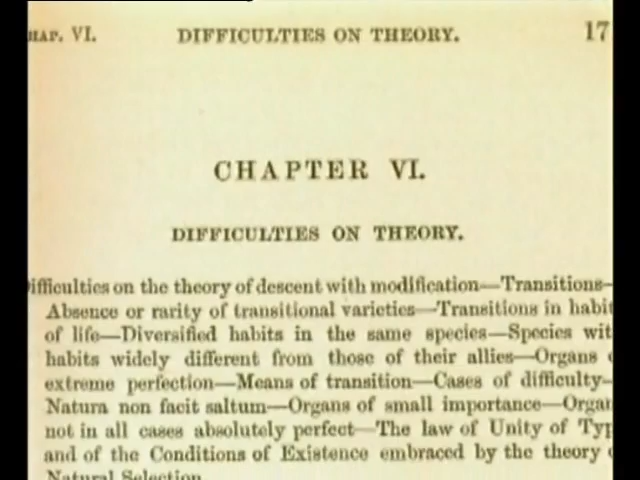 HAP. VI. DIFFICULTIES ON THEORY. 17
CHAPTER VI.
DIFFICULTIES ON THEORY.
ifficulties on the theory of descent with modification—Transitions—
Absence or rarity of transitional varieties—Transitions in habit
of life—Diversified habits in the same species—Species wit
habits widely different from those of their allies—Organs
extreme perfection—Means of transition—Cases of difficulty—
Natura non facit saltum—Organs of small importance—Organ
not in all cases absolutely perfect—The law of Unity of Typ
and of the Conditions of Existence embraced by the theory
Natural Selection